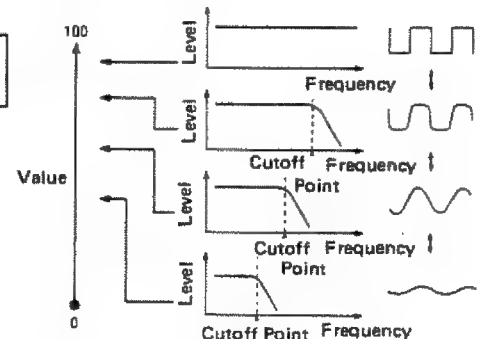 100
Level
Frequency
Level
Cutoff Frequency
Point
Value
Level
Cutoff Frequency
Point
Level
0
Cutoff Point Frequency